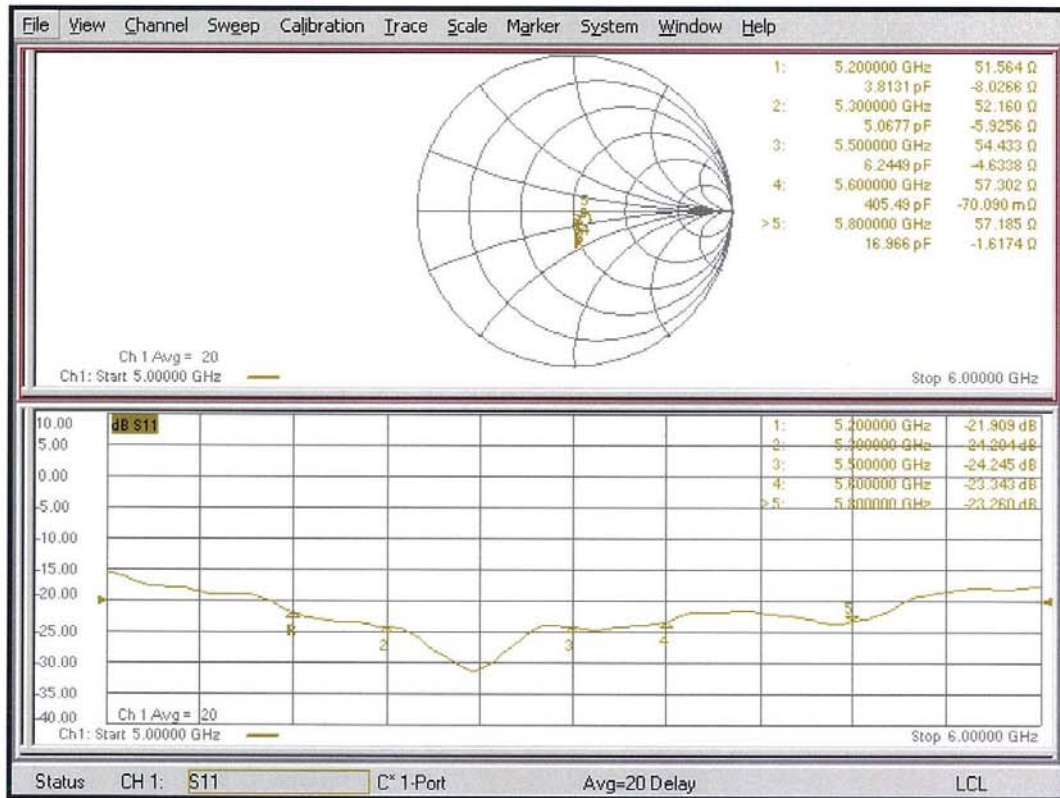 File View Channel Sweep Calibration Trace Scale Marker System Window Help
1: 5.200000 GHz 51.564 Ω
3.8131 pF -8.0266 Ω
2: 5.300000 GHz 52.160 Ω
5.0677 pF -5.9256 Ω
3: 5.500000 GHz 54.433 Ω
6.2449 pF -4.6338 Ω
4: 5.600000 GHz 57.302 Ω
405.49 pF -70.090 mΩ
>5: 5.800000 GHz 57.185 Ω
16.966 pF -1.6174 Ω
Ch 1 Avg = 20
Ch1: Start 5.00000 GHz
Stop 6.00000 GHz
10.00 dB S11
5.00
0.00
-5.00
-10.00
-15.00
-20.00
-25.00
-30.00
-35.00
-40.00
1: 5.200000 GHz -21.909 dB
2: 5.300000 GHz -24.204 dB
3: 5.500000 GHz -24.245 dB
4: 5.600000 GHz -23.343 dB
>5: 5.800000 GHz -23.260 dB
2
3
4
5
Ch 1 Avg = 20
Ch1: Start 5.00000 GHz
Stop 6.00000 GHz
Status CH 1: S11 C* 1-Port Avg=20 Delay LCL